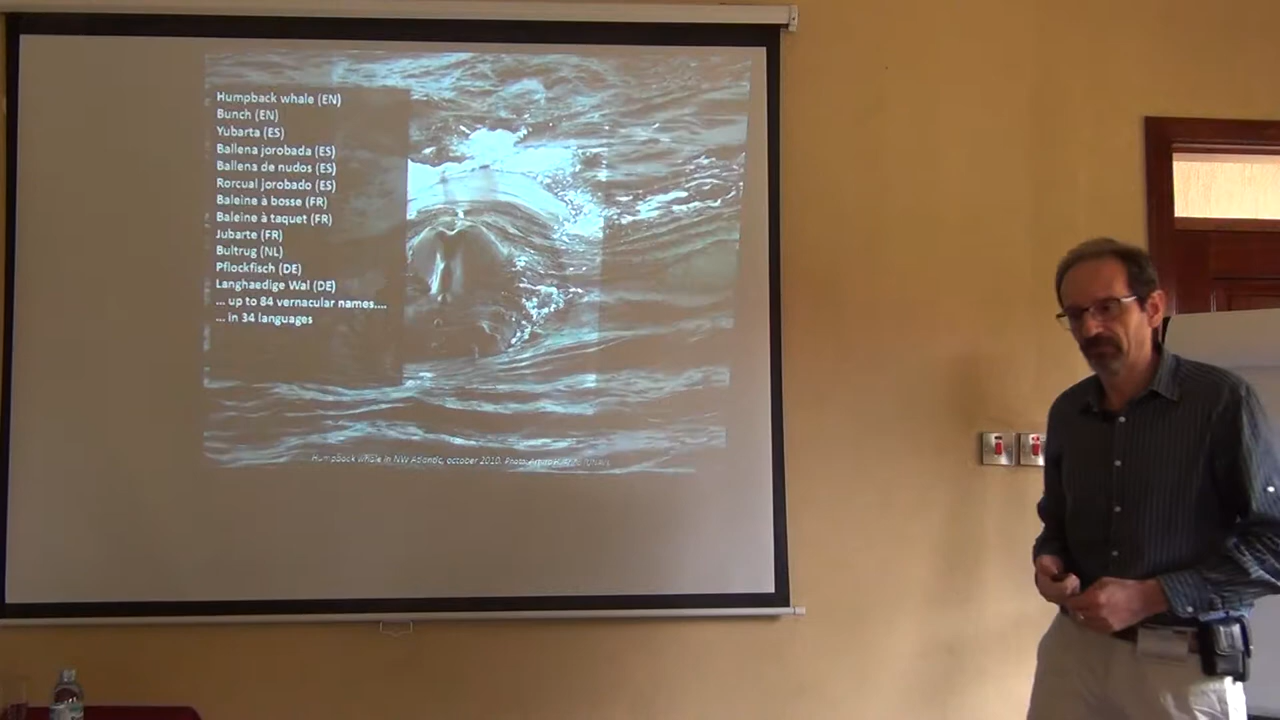 Humpback whale (EN)
Bunch (EN)
Yubarta (ES)
Ballena jorobada (ES)
Ballena de nudos (ES)
Rorcual jorobado (ES)
Baleine à bosse (FR)
Baleine à taquet (FR)
Jubarte (FR)
Bultrug (NL)
Pflockfisch (DE)
Langhaedige Wal (DE)
... up to 84 vernacular names....
... in 34 languages
Humpback whale in NW Atlantic, october 2010. Photo: Arturo